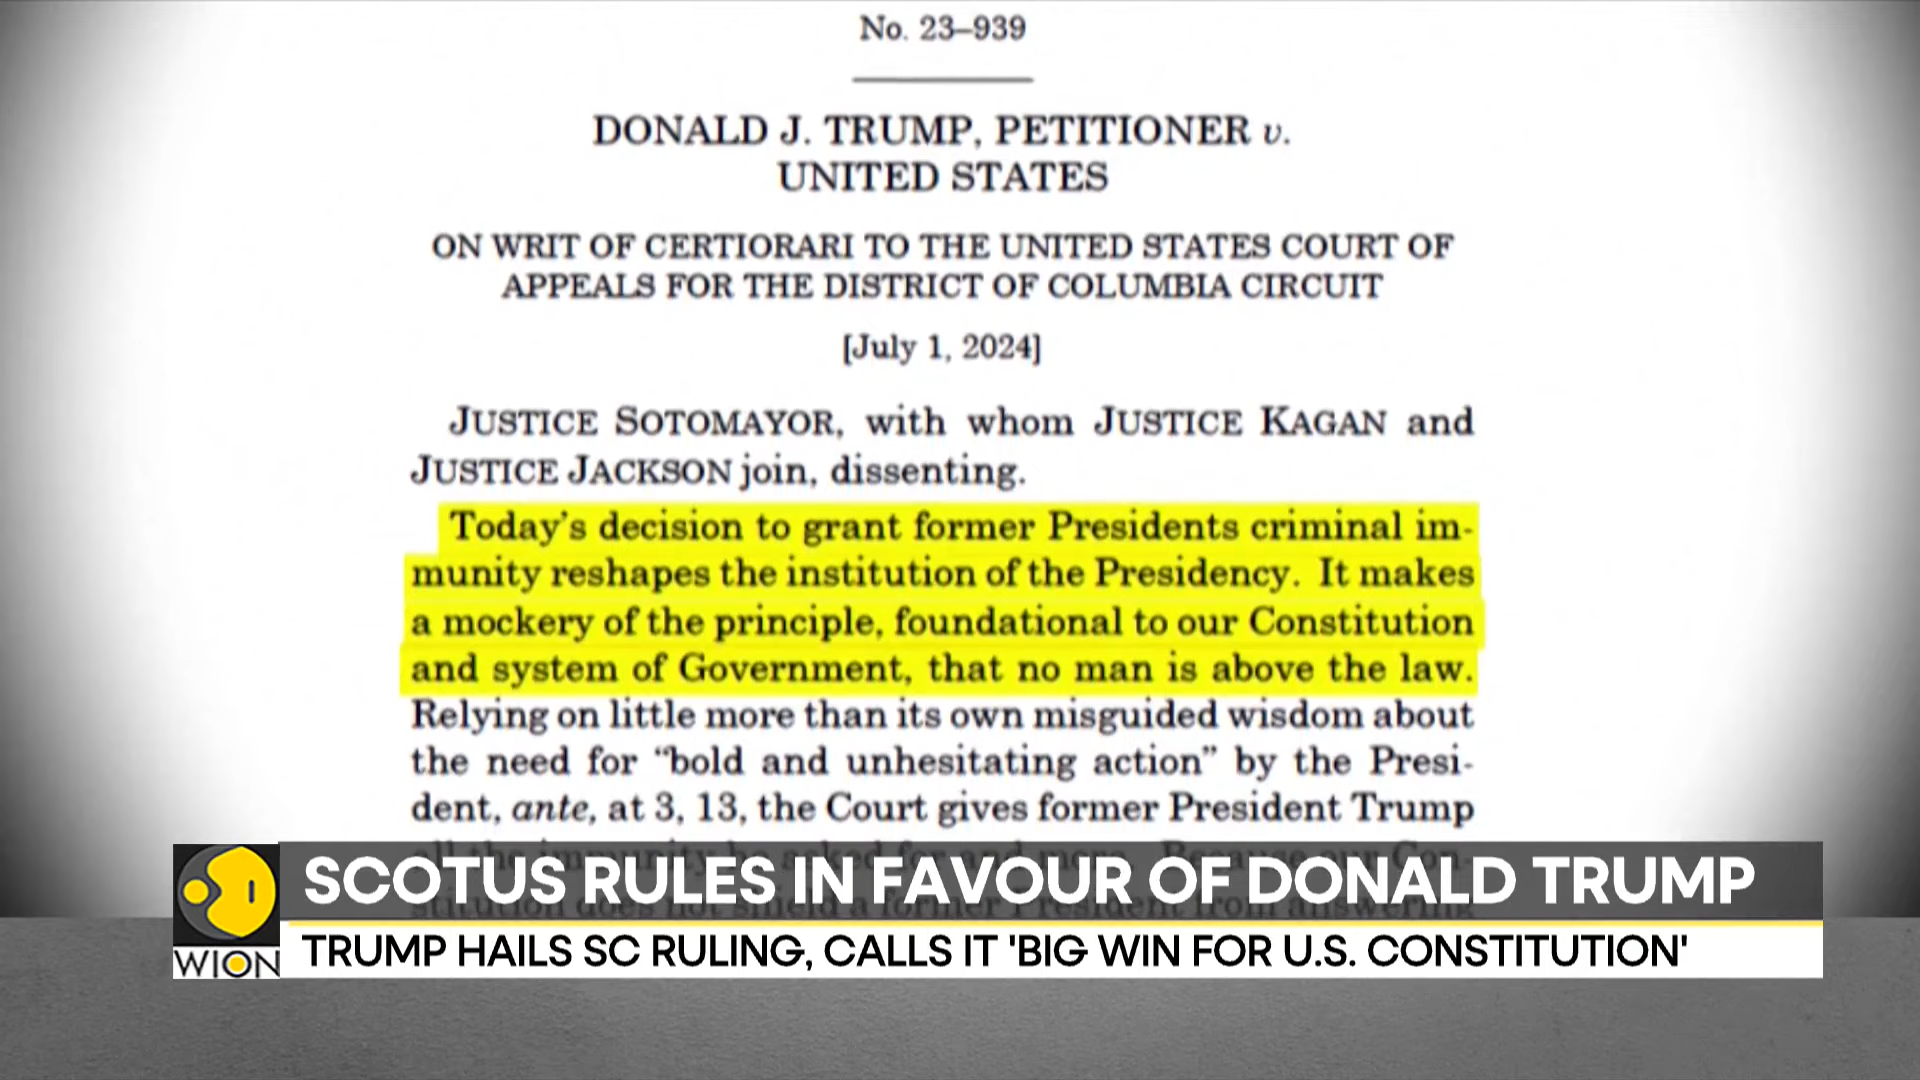 No. 23–939
DONALD J. TRUMP, PETITIONER v.
UNITED STATES
ON WRIT OF CERTIORARI TO THE UNITED STATES COURT OF
APPEALS FOR THE DISTRICT OF COLUMBIA CIRCUIT
[July 1, 2024]
JUSTICE SOTOMAYOR, with whom JUSTICE KAGAN and
JUSTICE JACKSON join, dissenting.
Today's decision to grant former Presidents criminal im-
munity reshapes the institution of the Presidency. It makes
a mockery of the principle, foundational to our Constitution
and system of Government, that no man is above the law.
Relying on little more than its own misguided wisdom about
the need for “bold and unhesitating action” by the Presi-
dent, ante, at 3, 13, the Court gives former President Trump
SCOTUS RULES IN FAVOUR OF DONALD TRUMP
WION
TRUMP HAILS SC RULING, CALLS IT 'BIG WIN FOR U.S. CONSTITUTION'